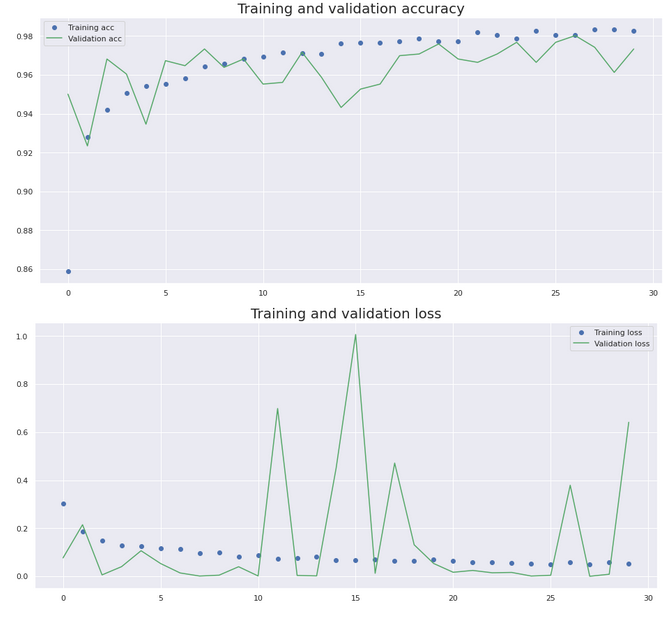 Training and validation accuracy
Training acc
Validation acc
0.98
0.96
0.94
0.92
0.90
0.88
0.86
0 5 10 15 20 25 30
Training and validation loss
Training loss
Validation loss
1.0
0.8
0.6
0.4
0.2
0.0
0 5 10 15 20 25 30